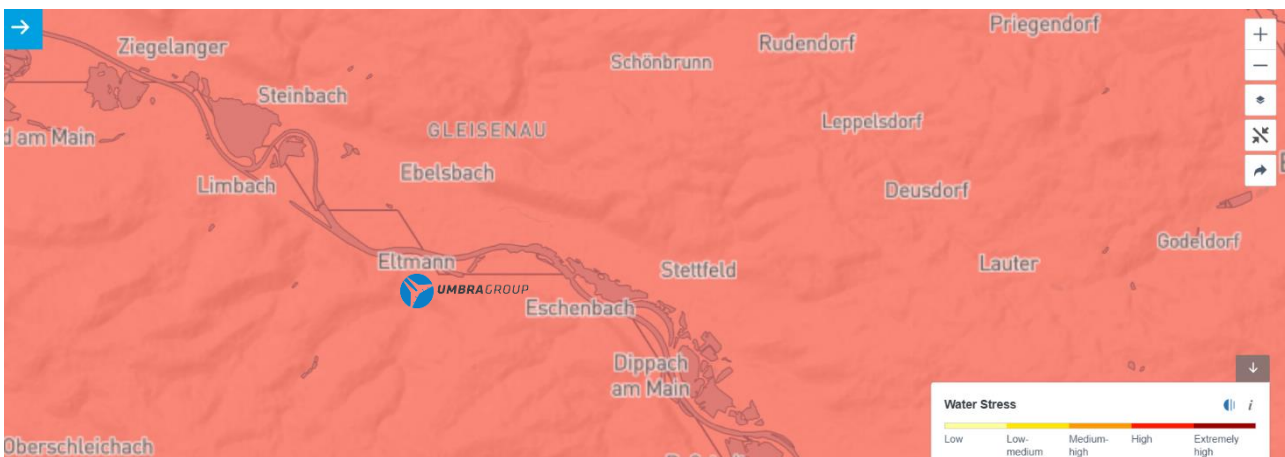 Priegendorf
Ziegelanger
Rudendorf
Schönbrunn
Steinbach
Leppelsdorf
GLEISENAU
d am Main
Ebelsbach
Limbach
Deusdorf
Godeldorf
Eltmann
Stettfeld
Lauter
UMBRAGROUP
Eschenbach
Dippach
am Main
Water Stress
i
Low
Low-
medium
Medium-
high
High
Extremely
high
Oberschleichach